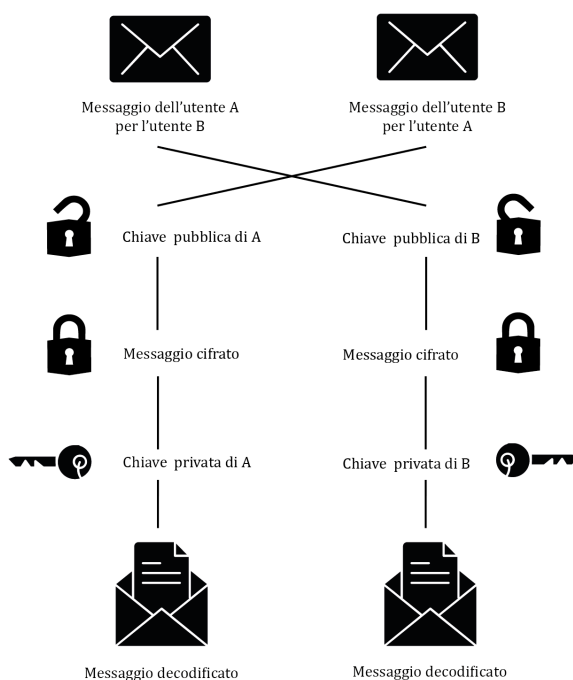 Messaggio dell’utente A
per l’utente B
Messaggio dell’utente B
per l’utente A
Chiave pubblica di A
Chiave pubblica di B
Messaggio cifrato
Messaggio cifrato
Chiave privata di A
Chiave privata di B
Messaggio decodificato
Messaggio decodificato